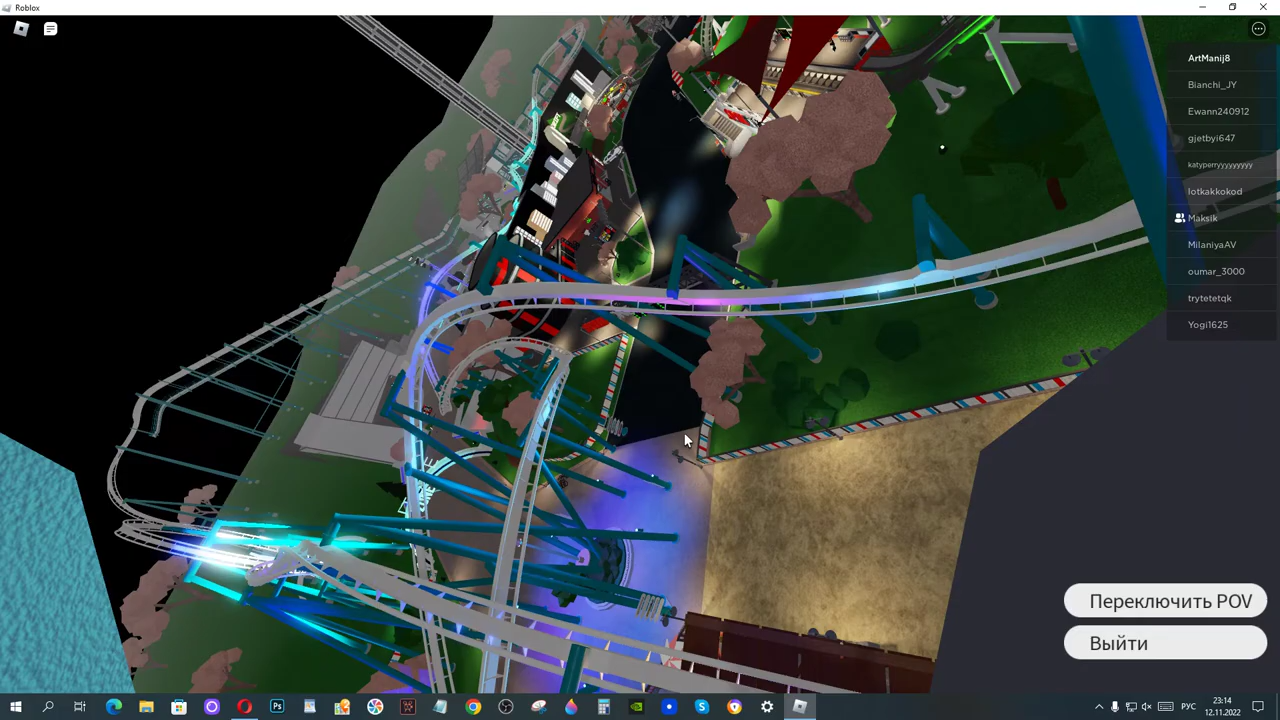 Roblox
ArtManij8
Bianchi_JY
Ewann240912
gjetbyi647
katyperryyyyyyyyy
lotkakkokod
Maksik
MilaniyaAV
oumar_3000
trytetetqk
Yogi1625
Переключить POV
Выйти
Ps
РУС
23:14
12.11.2022